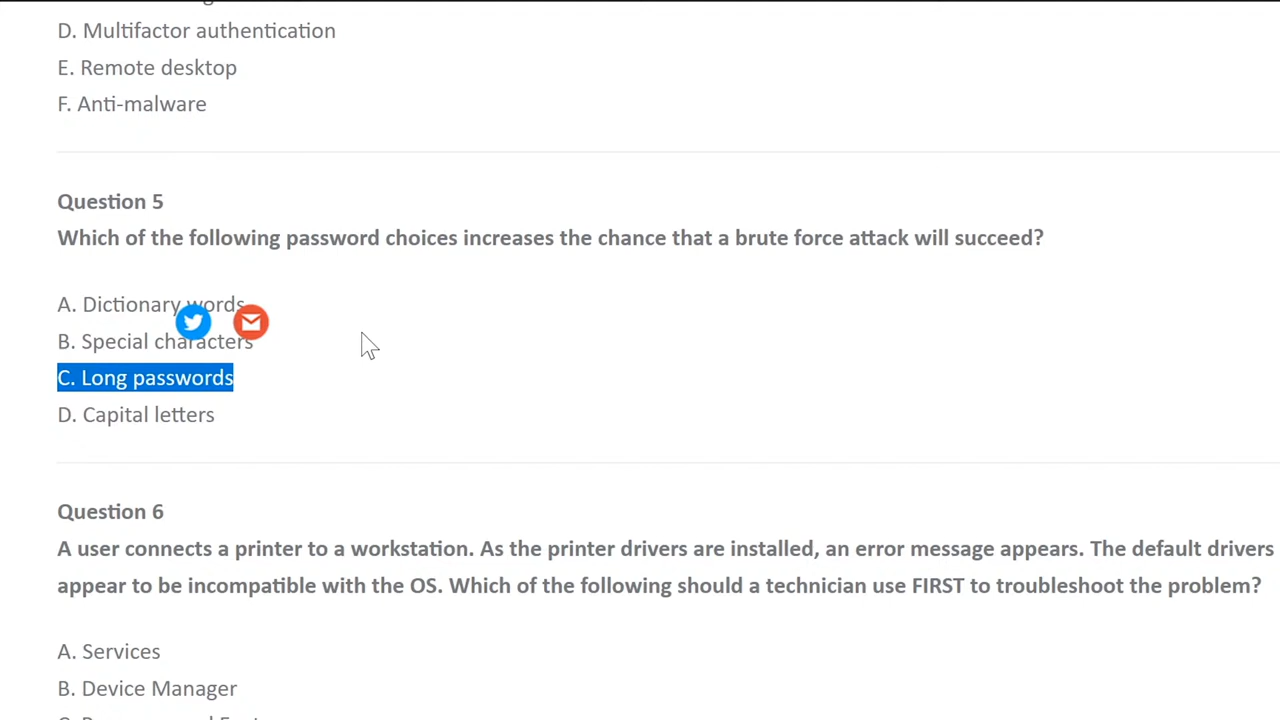 D. Multifactor authentication
E. Remote desktop
F. Anti-malware
Question 5
Which of the following password choices increases the chance that a brute force attack will succeed?
A. Dictionary words
B. Special characters
C. Long passwords
D. Capital letters
Question 6
A user connects a printer to a workstation. As the printer drivers are installed, an error message appears. The default drivers
appear to be incompatible with the OS. Which of the following should a technician use FIRST to troubleshoot the problem?
A. Services
B. Device Manager